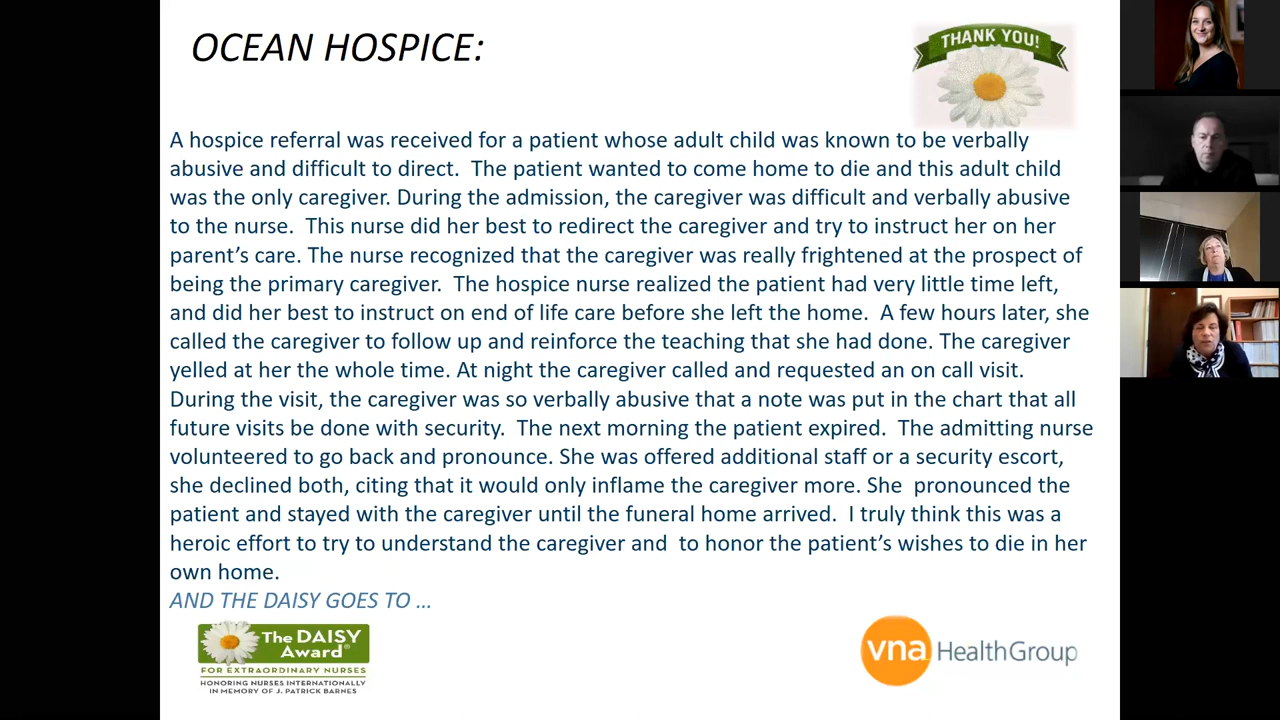 OCEAN HOSPICE:
THANK YOU!
A hospice referral was received for a patient whose adult child was known to be verbally
abusive and difficult to direct.  The patient wanted to come home to die and this adult child
was the only caregiver. During the admission, the caregiver was difficult and verbally abusive
to the nurse.  This nurse did her best to redirect the caregiver and try to instruct her on her
parent's care. The nurse recognized that the caregiver was really frightened at the prospect of
being the primary caregiver.  The hospice nurse realized the patient had very little time left,
and did her best to instruct on end of life care before she left the home.  A few hours later, she
called the caregiver to follow up and reinforce the teaching that she had done. The caregiver
yelled at her the whole time. At night the caregiver called and requested an on call visit.
During the visit, the caregiver was so verbally abusive that a note was put in the chart that all
future visits be done with security.  The next morning the patient expired.  The admitting nurse
volunteered to go back and pronounce. She was offered additional staff or a security escort,
she declined both, citing that it would only inflame the caregiver more. She  pronounced the
patient and stayed with the caregiver until the funeral home arrived.  I truly think this was a
heroic effort to try to understand the caregiver and  to honor the patient's wishes to die in her
own home.
AND THE DAISY GOES TO ...
The DAISY
Award®
FOR EXTRAORDINARY NURSES
HONORING NURSES INTERNATIONALLY
IN MEMORY OF J. PATRICK BARNES
vna HealthGroup